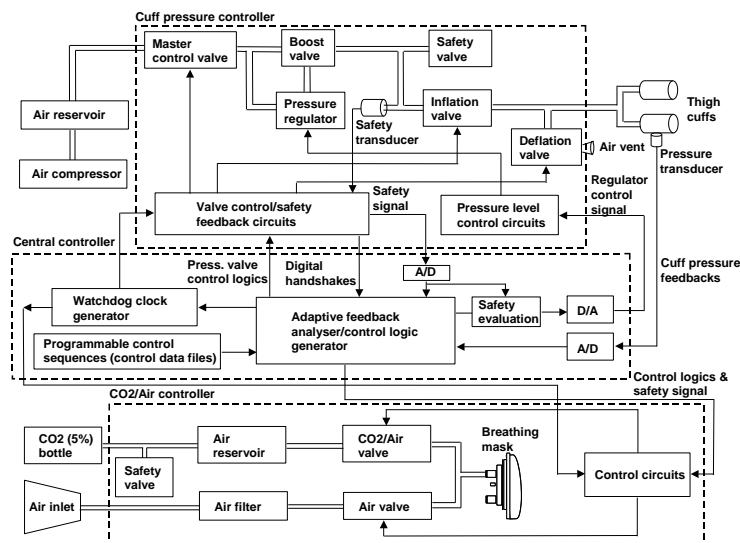 Cuff pressure controller
Master
control valve
Boost
valve
Safety
valve
Air reservoir
Air compressor
Pressure
regulator
Safety
transducer
Inflation
valve
Thigh
cuffs
Deflation
valve
Air vent
Pressure
transducer
Valve control/safety
feedback circuits
Safety
signal
Pressure level
control circuits
Regulator
control
signal
Central controller
Press. valve
control logics
Digital
handshakes
A/D
Cuff pressure
feedbacks
Watchdog clock
generator
Adaptive feedback
analyser/control logic
generator
Safety
evaluation
D/A
Programmable control
sequences (control data files)
A/D
Control logics &
safety signal
CO2/Air controller
CO2 (5%)
bottle
Safety
valve
Air
reservoir
CO2/Air
valve
Breathing
mask
Control circuits
Air inlet
Air filter
Air valve